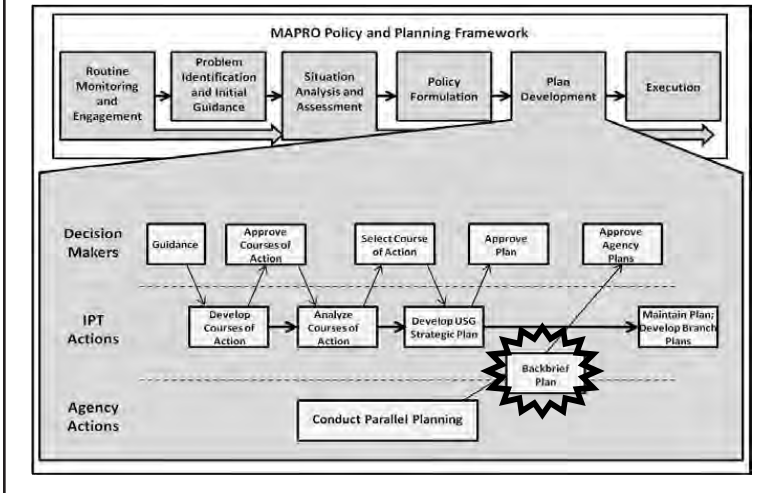 MAPRO Policy and Planning Framework
Routine
Monitoring
and
Engagement
Problem
Identification
and Initial
Guidance
Situation
Analysis and
Assessment
Policy
Formulation
Plan
Development
Execution
Decision
Makers
Guidance
Approve
Courses of
Action
Select Course
of Action
Approve
Plan
Approve
Agency
Plans
IPT
Actions
Develop
Courses of
Action
Analyze
Courses of
Action
Develop USG
Strategic Plan
Maintain Plan;
Develop Branch
Plans
Backbrief
Plan
Agency
Actions
Conduct Parallel Planning